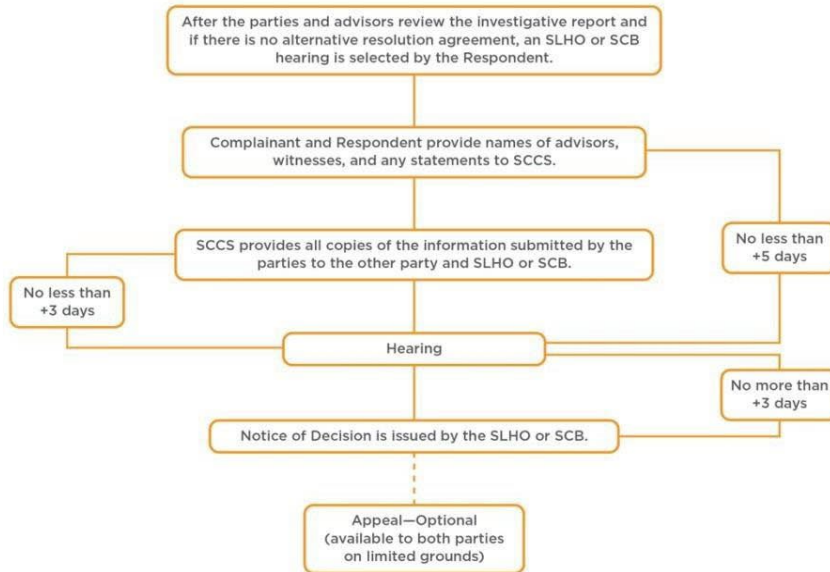 After the parties and advisors review the investigative report and
if there is no alternative resolution agreement, an SLHO or SCB
hearing is selected by the Respondent.
Complainant and Respondent provide names of advisors,
witnesses, and any statements to SCCS.
No less than
+5 days
SCCS provides all copies of the information submitted by the
parties to the other party and SLHO or SCB.
No less than
+3 days
Hearing
No more than
+3 days
Notice of Decision is issued by the SLHO or SCB.
Appeal—Optional
(available to both parties
on limited grounds)